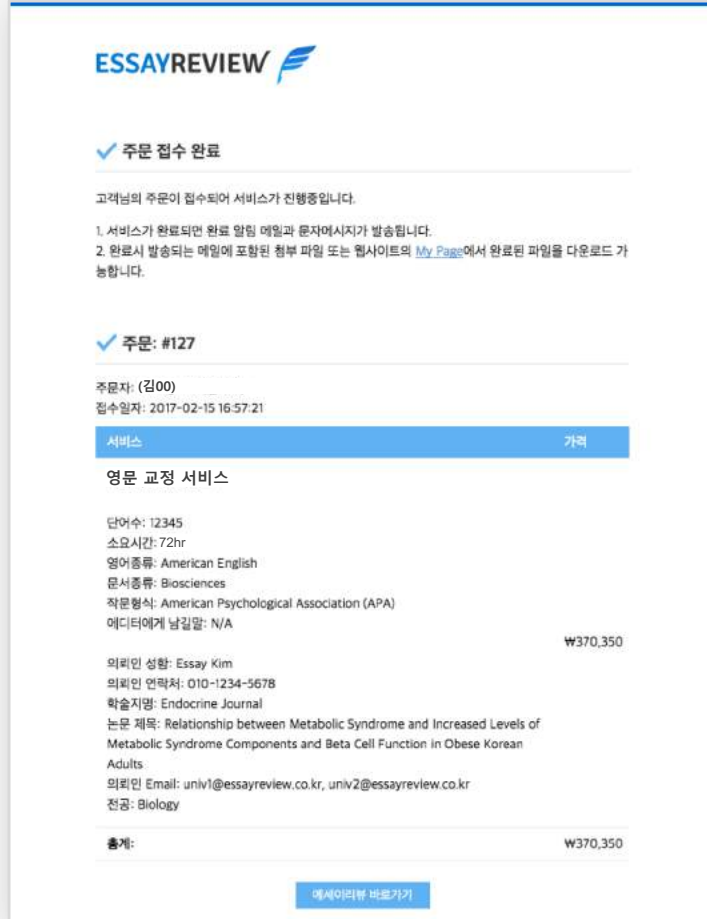 ESSAYREVIEW
주문 접수 완료
고객님의 주문이 접수되어 서비스가 진행중입니다.
1. 서비스가 완료되면 완료 알림 메일과 문자메시지가 발송됩니다.
2. 완료시 발송되는 메일에 포함된 첨부 파일 또는 웹사이트의 My Page에서 완료된 파일을 다운로드 가
능합니다.
주문: #127
주문자: (김00)
접수일자: 2017-02-15 16:57:21
서비스 가격
영문 교정 서비스
단어수: 12345
소요시간: 72hr
영어종류: American English
문서종류: Biosciences
작문형식: American Psychological Association (APA)
에디터에게 남길말: N/A
₩370,350
의뢰인 성함: Essay Kim
의뢰인 연락처: 010-1234-5678
학술지명: Endocrine Journal
논문 제목: Relationship between Metabolic Syndrome and Increased Levels of
Metabolic Syndrome Components and Beta Cell Function in Obese Korean
Adults
의뢰인 Email: univ1@essayreview.co.kr, univ2@essayreview.co.kr
전공: Biology
총계: ₩370,350
에세이리뷰 바로가기